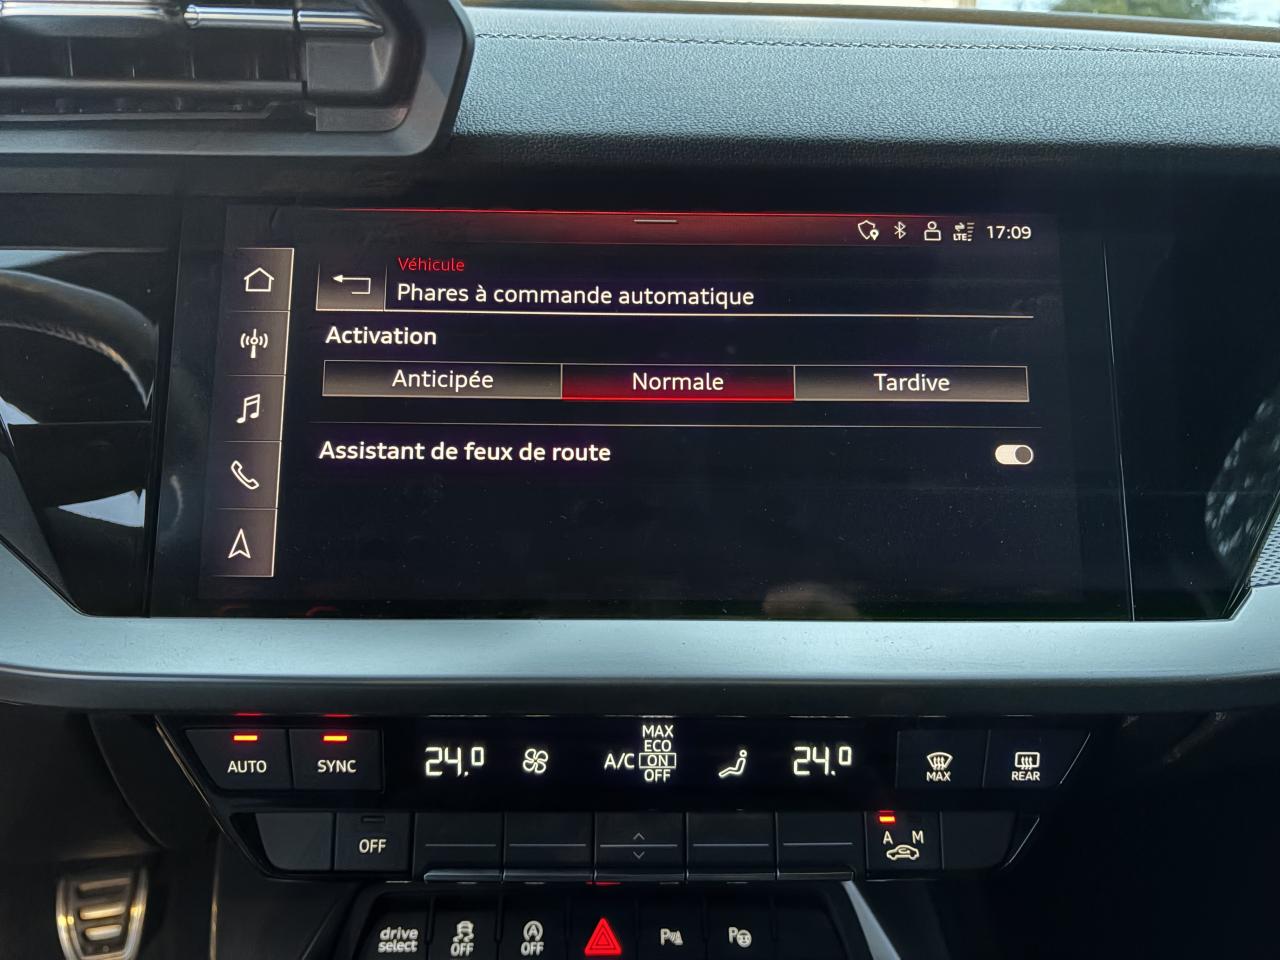 LTE 17:09
Véhicule
Phares à commande automatique
Activation
Anticipée Normale Tardive
Assistant de feux de route
AUTO SYNC 24.0 A/C MAX ECO ON OFF 24.0 MAX REAR
OFF A M
drive select OFF A OFF P P